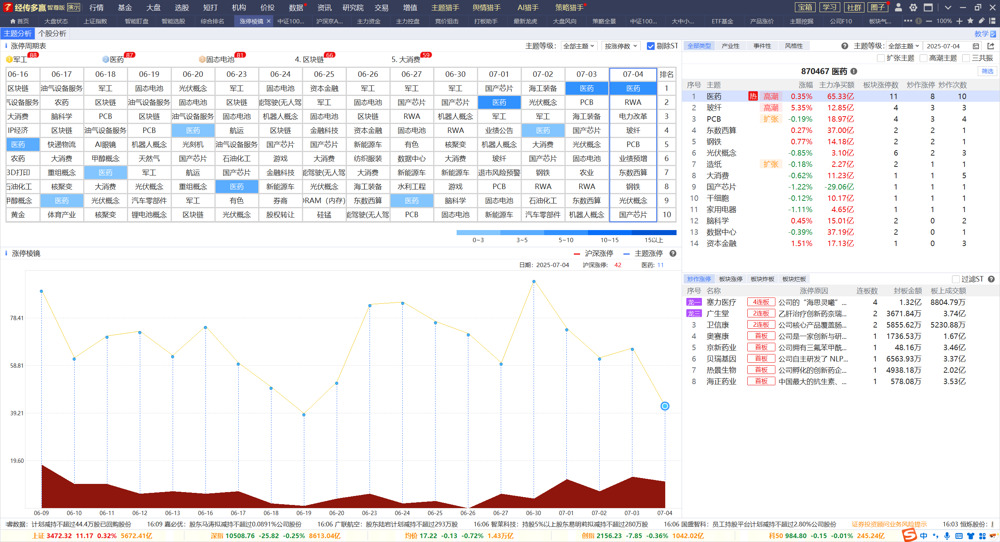 经传多赢 智尊版 演示 行情 基金 大盘 选股 短打 机构 价投 数据 资讯 研究院 交易 增值 主题猎手 舆情猎手 AI猎手 策略猎手 宝箱 学习 社群 圈子
首页 大盘状态 上证指数 智能盯盘 智能选股 综合排名 涨停棱镜 中证100... 沪深京A... 主力资金 主力控盘 竞价狙击 打板助手 最新龙虎 大盘风向 策略全景 中证100... 大中小... ETF基金 产品涨价 主题挖掘 公司F10 板块气... 100%
主题分析 个股分析 教学
涨停周期表 主题等级: 全部主题 按涨停数 剔除ST
1 军工 88 2 医药 87 3 固态电池 81 4. 区块链 66 5. 大消费 59
06-16 06-17 06-18 06-19 06-20 06-23 06-24 06-25 06-26 06-27 06-30 07-01 07-02 07-03 07-04 排名
区块链 油气设备服务 军工 固态电池 光伏概念 军工 固态电池 资本金融 军工 军工 军工 国产芯片 海工装备 医药 医药 1
气设备服务 农药 区块链 油气设备服务 固态电池 区块链 能驾驶(无人驾 军工 固态电池 国产芯片 国产芯片 医药 光伏概念 PCB RWA 2
大消费 脑科学 PCB 区块链 油气设备服务 固态电池 机器人概念 固态电池 区块链 RWA 机器人概念 军工 军工 海工装备 电力改革 3
IP经济 区块链 油气设备服务 PCB 医药 航运 区块链 金融科技 资本金融 固态电池 RWA 业绩公告 医药 国产芯片 玻纤 4
医药 快递物流 AI眼镜 机器人概念 光刻机 油气设备服务 国产芯片 国产芯片 新能源车 有色 核聚变 机器人概念 大消费 光伏概念 PCB 5
农药 大消费 甲醇概念 天然气 国产芯片 石油化工 游戏 大消费 纺织服装 数据中心 大消费 玻纤 国产芯片 固态电池 业绩预增 6
3D打印 重组概念 医药 军工 航运 国产芯片 金融科技 能驾驶(无人驾 大消费 新能源车 新能源车 退市风险预警 钢铁 农业 东数西算 7
石油化工 核聚变 大消费 光伏概念 重组概念 医药 新能源车 光伏概念 海工装备 水利工程 游戏 PCB RWA RWA 钢铁 8
甲醇概念 医药 光伏概念 汽车零部件 军工 有色 券商 DRAM（内存） 东数西算 医药 脑科学 固态电池 石油化工 东数西算 光伏概念 9
黄金 体育产业 核聚变 锂电池概念 区块链 光伏概念 股权转让 硅锰 能驾驶(无人驾 PCB 固态电池 新能源车 汽车零部件 机器人概念 国产芯片 10
0~3 3~5 5~10 10~15 15以上
涨停棱镜 沪深涨停 主题涨停
日期: 2025-07-04 沪深涨停: 42 医药: 11
78.41
58.81
39.21
19.60
06-09 06-10 06-11 06-12 06-13 06-16 06-17 06-18 06-19 06-20 06-23 06-24 06-25 06-26 06-27 06-30 07-01 07-02 07-03 07-04
全部类型 产业性 事件性 风格性 主题等级: 全部主题 2025-07-04
扩张主题 高潮主题 三共振
870467 医药 筛选
序号 主题 涨幅 主力净买额 板块涨停数 炒作涨停 炒作次数
1 医药 热 高潮 0.35% 65.33亿 11 8 10
2 玻纤 高潮 5.35% 12.85亿 4 3 3
3 PCB 扩张 -0.19% 18.97亿 4 3 4
4 东数西算 0.27% 37.00亿 2 2 1
5 钢铁 0.77% 14.18亿 2 2 1
6 光伏概念 -0.85% 3.10亿 6 2 3
7 造纸 扩张 -0.18% 2.27亿 2 1 1
8 大消费 -0.62% 11.23亿 1 1 5
9 国产芯片 -1.22% -29.06亿 1 1 1
10 干细胞 -0.12% 10.17亿 1 1 1
11 家用电器 -1.11% 4.65亿 1 1 1
12 脑科学 0.45% 15.01亿 2 0 2
13 数据中心 -0.39% 37.19亿 2 0 1
14 资本金融 1.51% 17.13亿 1 0 3
炒作涨停 板块涨停 板块炸板 板块烂板 过滤ST
序号 名称 涨停原因 连板数 封板金额 板上成交额
龙一 塞力医疗 4连板 公司的“海思灵曦”... 4 1.32亿 8804.79万
龙三 广生堂 2连板 乙肝治疗创新药奈瑞... 2 3671.84万 3.74亿
3 卫信康 2连板 公司核心产品覆盖肠... 2 5855.62万 5230.88万
4 奥赛康 首板 公司是一家创新与研... 1 1736.53万 1.67亿
5 京新药业 首板 公司拥有三氟苯甲酰... 1 48.16万 3.46亿
6 贝瑞基因 首板 公司自主研发了 NLP... 1 6563.93万 3.37亿
7 热景生物 首板 公司孵化的创新药企... 1 4938.18万 2.02亿
8 海正药业 首板 中国最大的抗生素、... 1 578.08万 3.53亿
睿数据：计划减持不超过44.4万股已回购股份 16:09 嘉必优：股东马涛拟减持不超过0.0891%公司股份 16:06 广联航空：股东陆岩计划减持不超过293万股 16:06 智莱科技：持股5%以上股东易明莉拟减持不超过280万股 16:06 国盛智科：员工持股平台计划减持不超过2.80%公司股份 证券投资顾问业务风险提示 16:03 恒烁股份：
上证 3472.32 11.17 0.32% 5672.41亿 深指 10508.76 -25.82 -0.25% 8613.04亿 均价 17.22 -0.13 -0.72% 1.43万亿 创指 2156.23 -7.85 -0.36% 1042.02亿 科50 984.80 -0.15 -0.01% 245.24亿 中